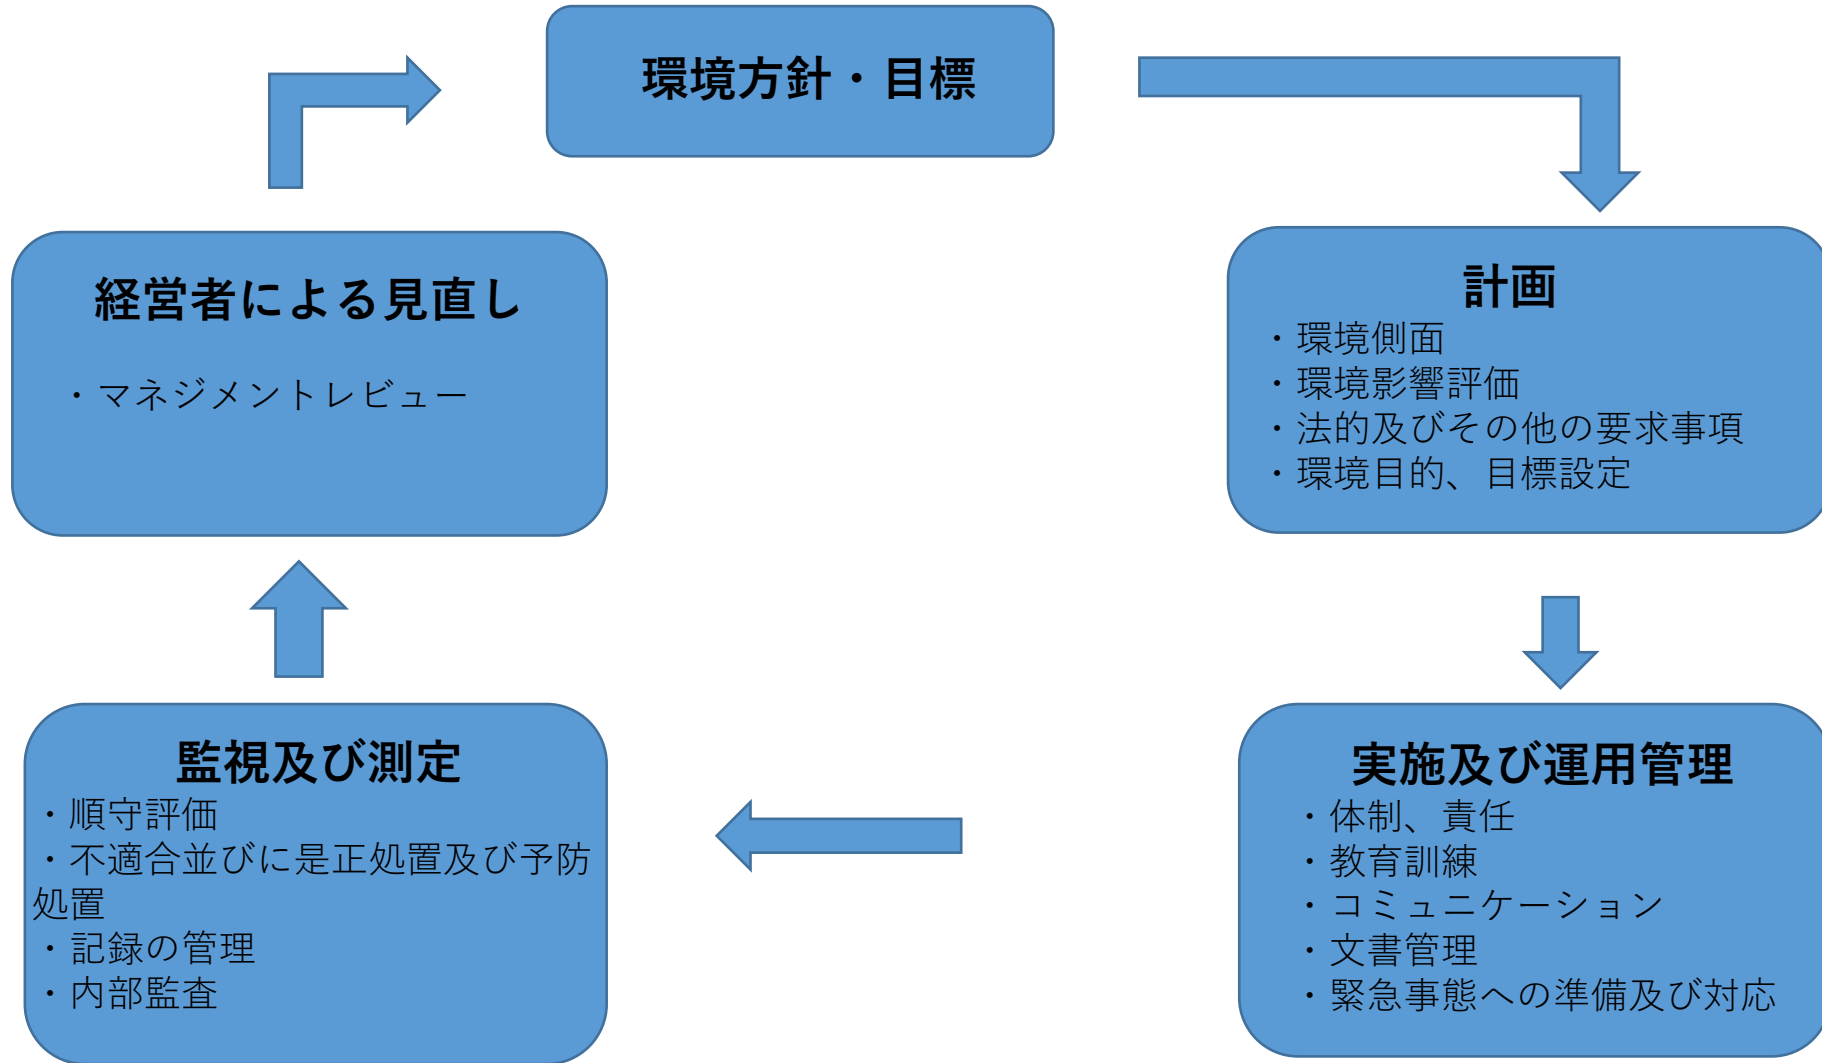 環境方針・目標
経営者による見直し
・マネジメントレビュー
計画
・環境側面
・環境影響評価
・法的及びその他の要求事項
・環境目的、目標設定
監視及び測定
・順守評価
・不適合並びに是正処置及び予防
処置
・記録の管理
・内部監査
実施及び運用管理
・体制、責任
・教育訓練
・コミュニケーション
・文書管理
・緊急事態への準備及び対応